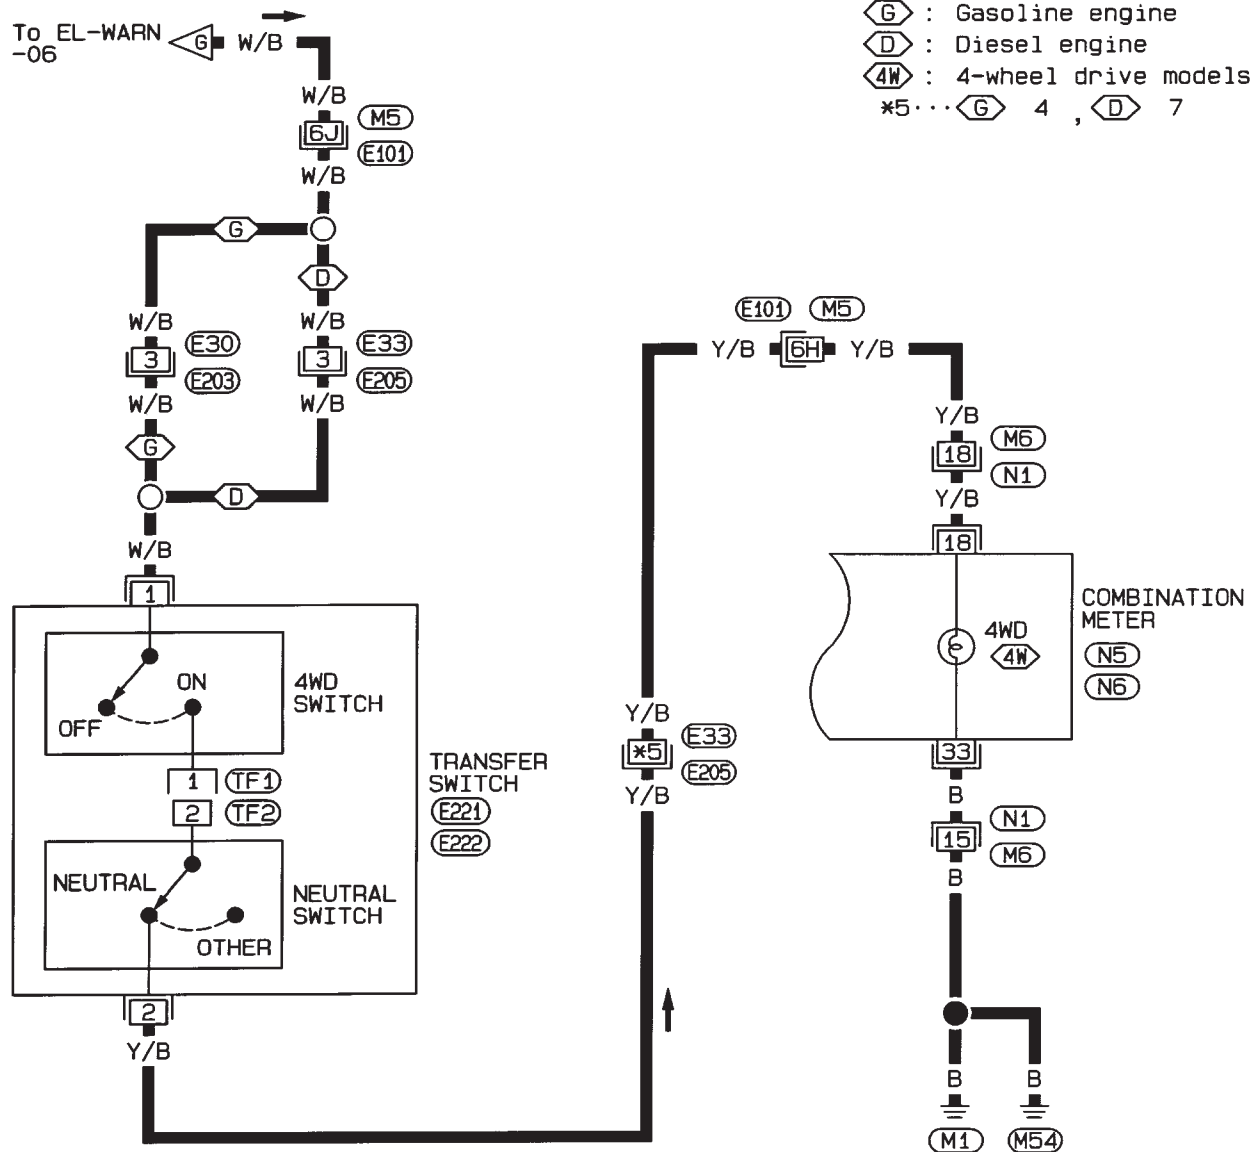 To EL-WARN
-06
G
W/B
G : Gasoline engine
D : Diesel engine
4W : 4-wheel drive models
*5···G 4 , D 7
W/B
6J
M5
E101
W/B
G
D
W/B
W/B
3
E30
E203
3
E33
E205
W/B
W/B
G
D
W/B
1
ON
OFF
4WD
SWITCH
1
TF1
2
TF2
TRANSFER
SWITCH
E221
E222
NEUTRAL
OTHER
NEUTRAL
SWITCH
2
Y/B
E101
M5
Y/B
6H
Y/B
Y/B
18
M6
N1
Y/B
18
4WD
4W
COMBINATION
METER
N5
N6
Y/B
*5
E33
E205
Y/B
33
B
15
N1
M6
B
B
B
M1
M54